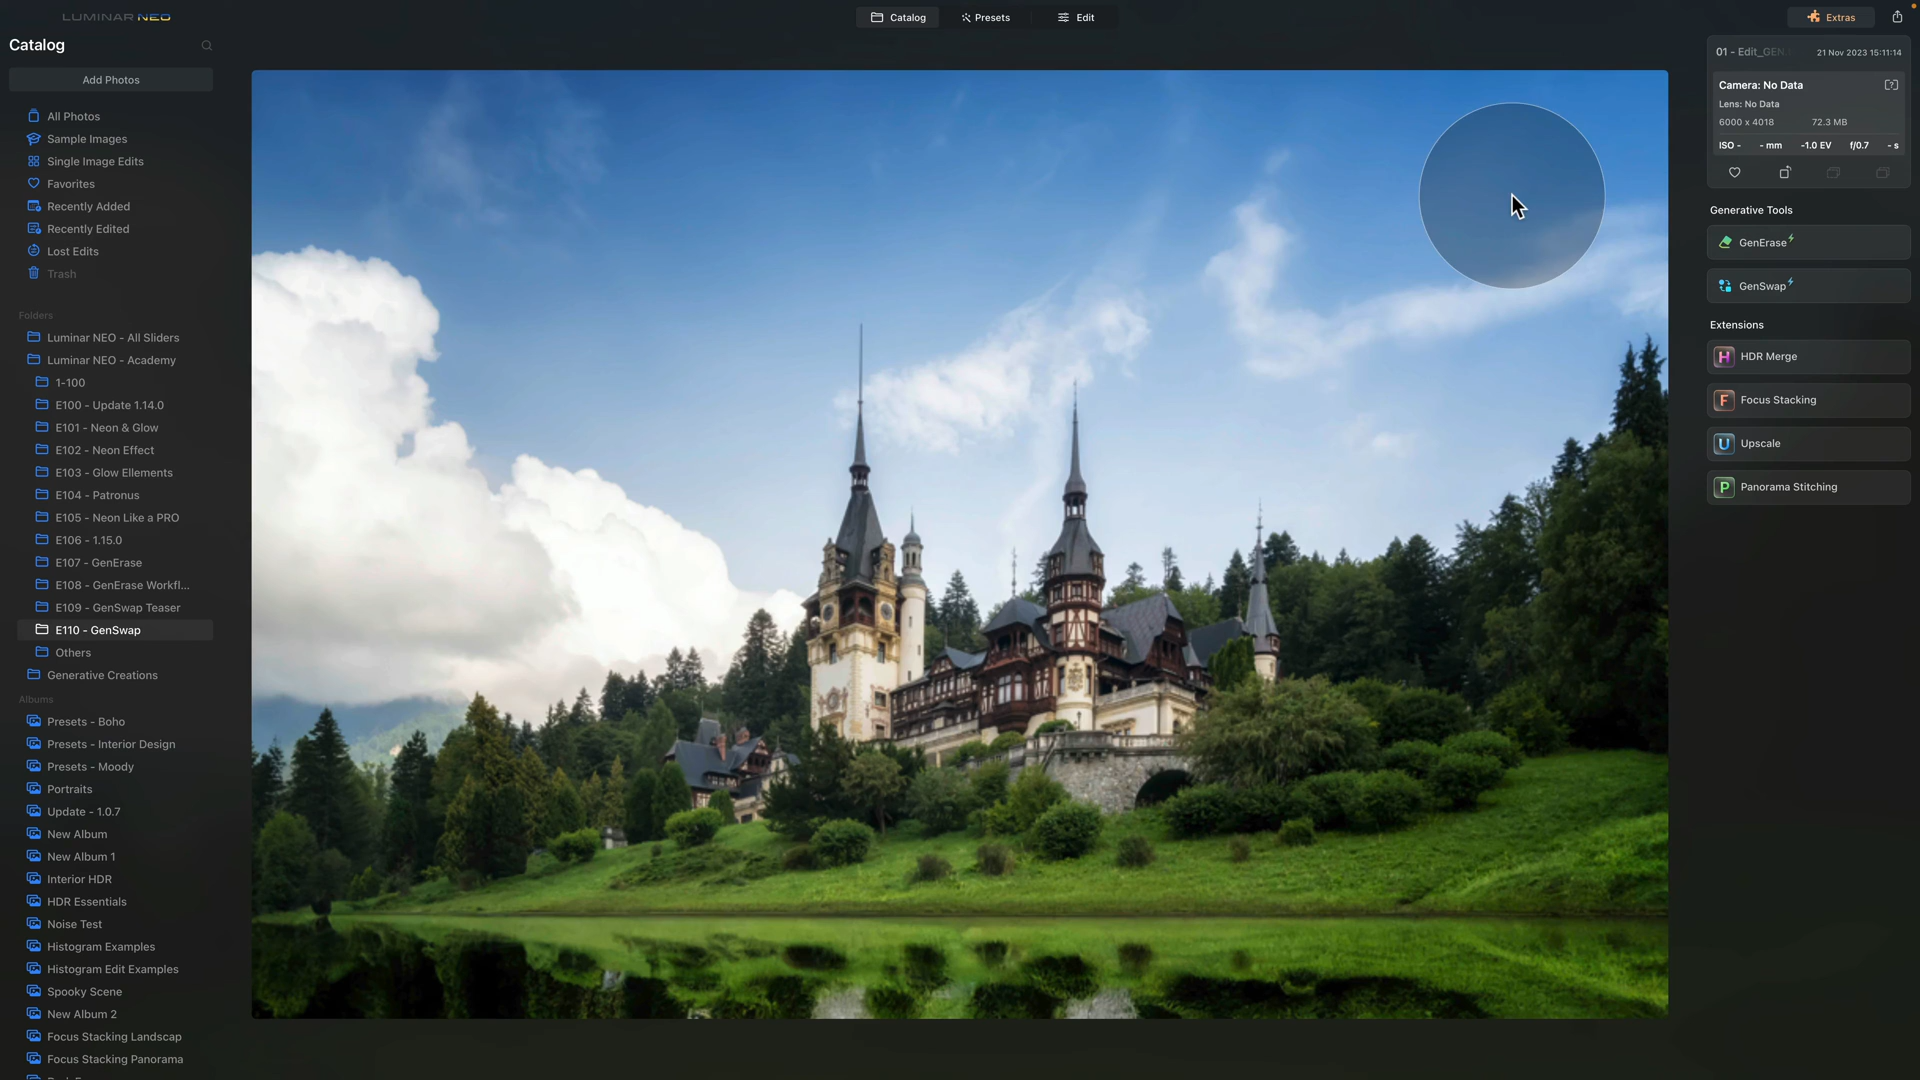 LUMINAR NEO
Catalog
Presets
Edit
Extras
Catalog
Add Photos
All Photos
Sample Images
Single Image Edits
Favorites
Recently Added
Recently Edited
Lost Edits
Trash
Folders
Luminar NEO - All Sliders
Luminar NEO - Academy
1-100
E100 - Update 1.14.0
E101 - Neon & Glow
E102 - Neon Effect
E103 - Glow Ellements
E104 - Patronus
E105 - Neon Like a PRO
E106 - 1.15.0
E107 - GenErase
E108 - GenErase Workfl...
E109 - GenSwap Teaser
E110 - GenSwap
Others
Generative Creations
Albums
Presets - Boho
Presets - Interior Design
Presets - Moody
Portraits
Update - 1.0.7
New Album
New Album 1
Interior HDR
HDR Essentials
Noise Test
Histogram Examples
Histogram Edit Examples
Spooky Scene
New Album 2
Focus Stacking Landscap
Focus Stacking Panorama
01 - Edit_GEN
21 Nov 2023 15:11:14
Camera: No Data
Lens: No Data
6000 x 4018 72.3 MB
ISO - - mm -1.0 EV f/0.7 - s
Generative Tools
GenErase
GenSwap
Extensions
H HDR Merge
F Focus Stacking
U Upscale
P Panorama Stitching